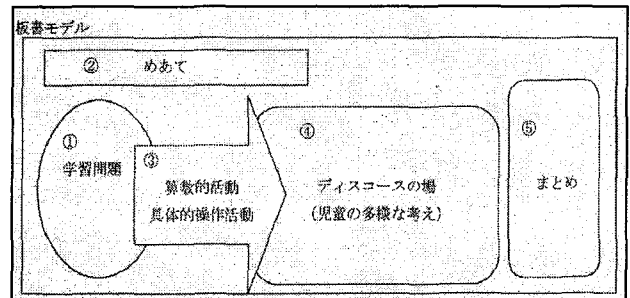 板書モデル
② めあて
①
学習問題
③
算数的活動
具体的操作活動
④
ディスコースの場
(児童の多様な考え)
⑤
まとめ